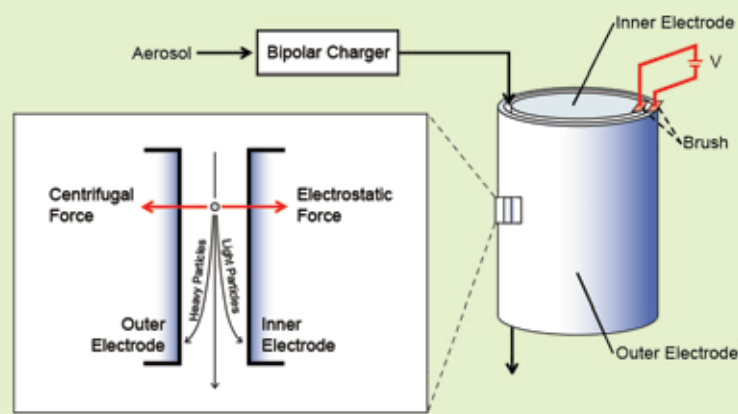 Inner Electrode
Aerosol
Bipolar Charger
V
Brush
Centrifugal
Force
Electrostatic
Force
Heavy Particles
Light Particles
Outer
Electrode
Inner
Electrode
Outer Electrode